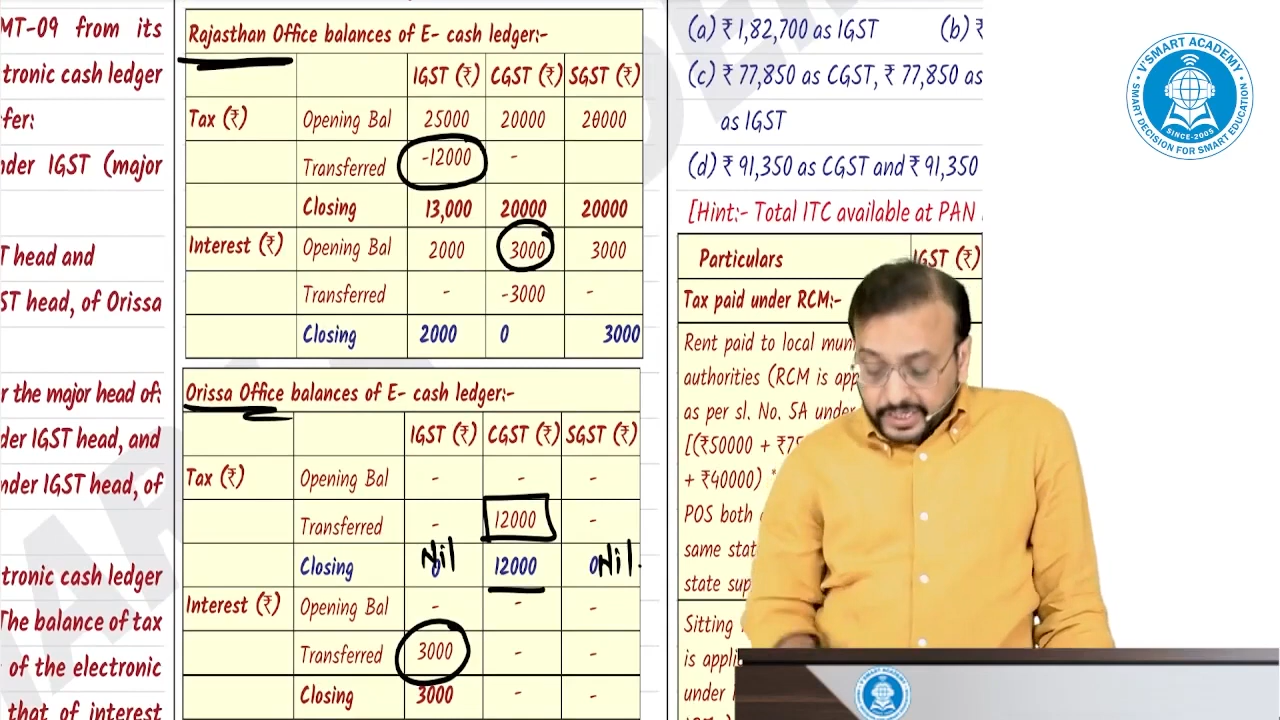 MT-09 from its
tronic cash ledger
fer:
nder IGST (major
T head and
ST head, of Orissa
r the major head of:
der IGST head, and
nder IGST head, of
tronic cash ledger
The balance of tax
of the electronic
that of interest
Rajasthan Office balances of E- cash ledger:-
IGST (₹) CGST (₹) SGST (₹)
Tax (₹) Opening Bal 25000 20000 20000
Transferred -12000 -
Closing 13,000 20000 20000
Interest (₹) Opening Bal 2000 3000 3000
Transferred - -3000 -
Closing 2000 0 3000
Orissa Office balances of E- cash ledger:-
IGST (₹) CGST (₹) SGST (₹)
Tax (₹) Opening Bal - - -
Transferred - 12000 -
Closing Nil 12000 0 Nil.
Interest (₹) Opening Bal - - -
Transferred 3000 - -
Closing 3000 - -
(a) ₹ 1,82,700 as IGST (b) ₹
(c) ₹ 77,850 as CGST, ₹ 77,850 as
as IGST
(d) ₹ 91,350 as CGST and ₹ 91,350
[Hint:- Total ITC available at PAN
Particulars IGST (₹)
Tax paid under RCM:-
Rent paid to local mun
authorities (RCM is app
as per sl. No. 5A under
[(₹50000 + ₹75
+ ₹40000) *
POS both
same stat
state sup
Sitting
is appli
under
V'SMART ACADEMY
SINCE-2005
SMART DECISION FOR SMART EDUCATION